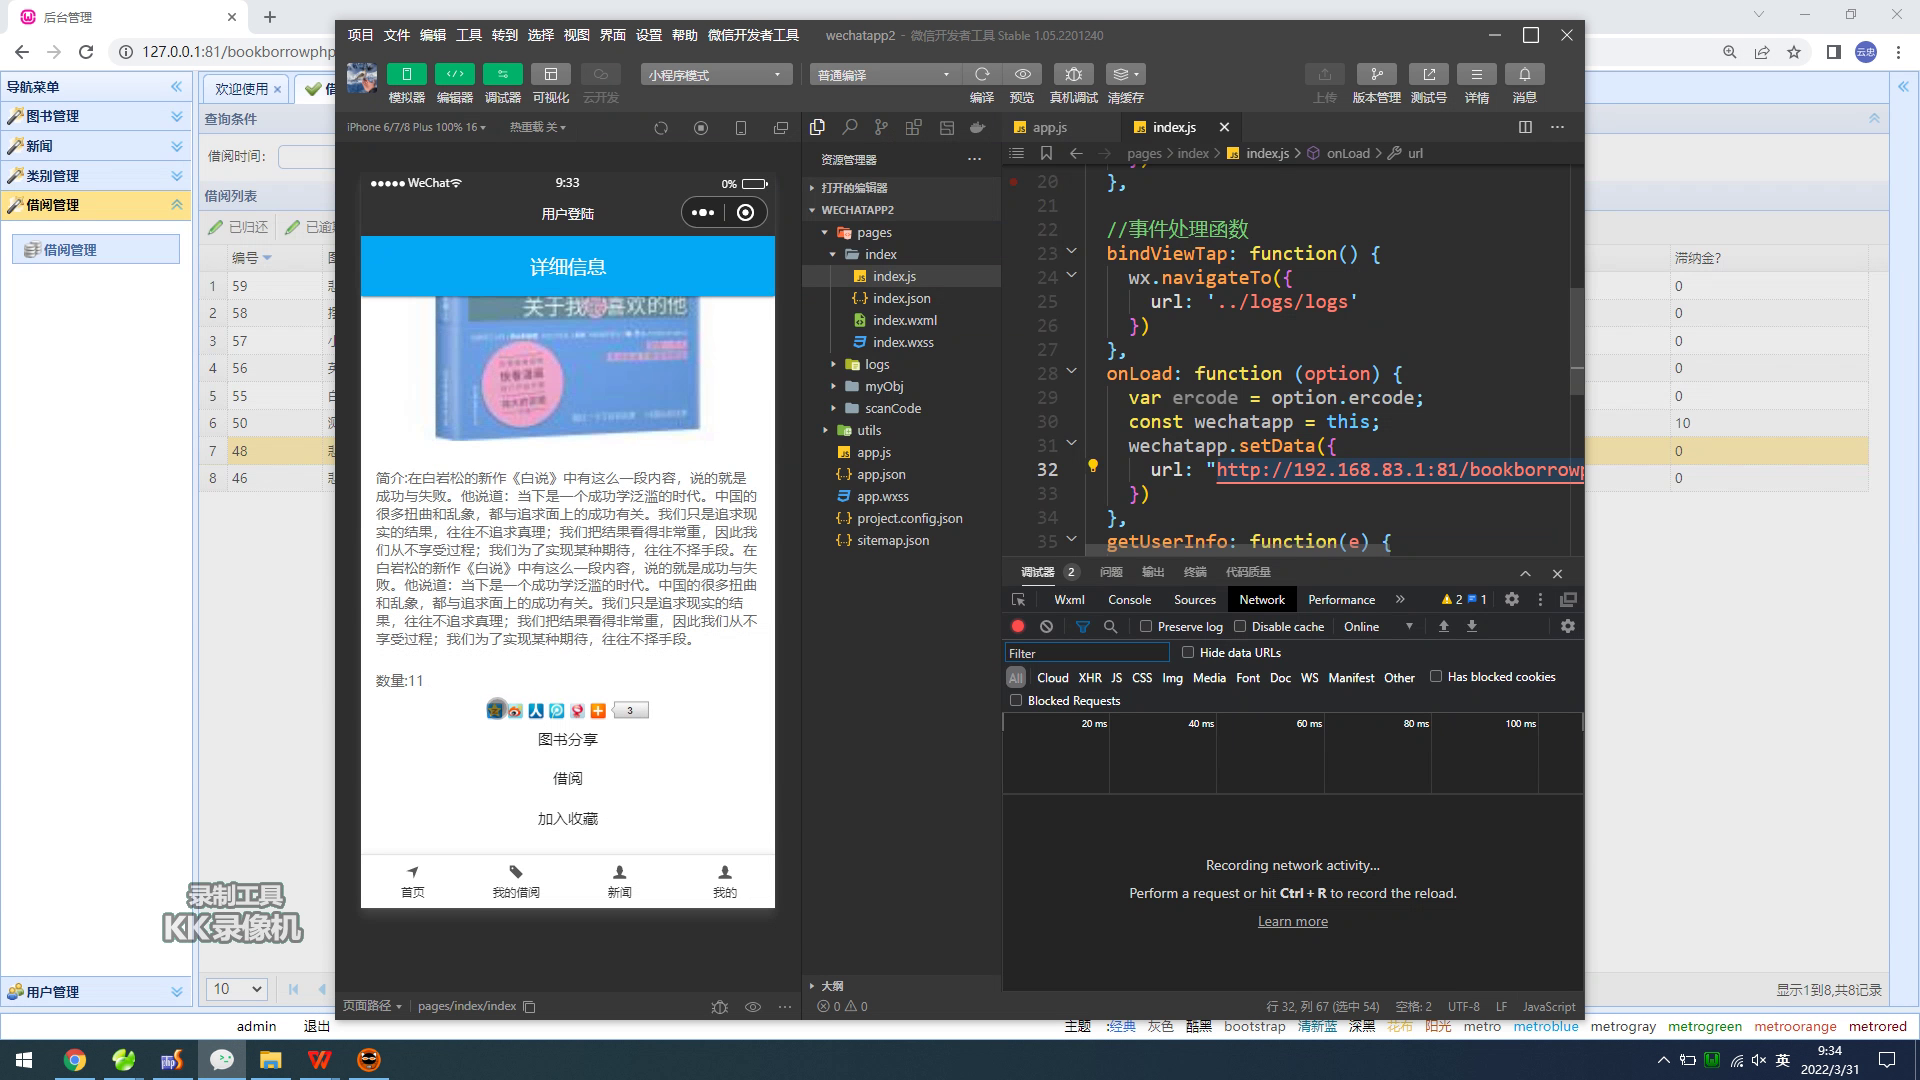 后台管理
127.0.0.1:81/bookborrowphp
云忠
导航菜单
图书管理
新闻
类别管理
借阅管理
借阅管理
用户管理
欢迎使用
查询条件
借阅时间:
借阅列表
已归还
编号
滞纳金?
1 59 0
2 58 0
3 57 0
4 56 0
5 55 0
6 50 10
7 48 0
8 46 0
10
显示1到8,共8记录
admin 退出
主题 :经典 灰色 酷黑 bootstrap 清新蓝 深黑 花布 阳光 metro metroblue metrogray metrogreen metroorange metrored
项目 文件 编辑 工具 转到 选择 视图 界面 设置 帮助 微信开发者工具
wechatapp2 - 微信开发者工具 Stable 1.05.2201240
模拟器 编辑器 调试器 可视化 云开发
小程序模式
普通编译
编译 预览 真机调试 清缓存
上传 版本管理 测试号 详情 消息
iPhone 6/7/8 Plus 100% 16
热重载 关
WeChat
9:33
0%
用户登陆
详细信息
关于我喜欢的他
简介:在白岩松的新作《白说》中有这么一段内容，说的就是
成功与失败。他说道：当下是一个成功学泛滥的时代。中国的
很多扭曲和乱象，都与追求面上的成功有关。我们只是追求现
实的结果，往往不追求真理；我们把结果看得非常重，因此我
们从不享受过程；我们为了实现某种期待，往往不择手段。在
白岩松的新作《白说》中有这么一段内容，说的就是成功与失
败。他说道：当下是一个成功学泛滥的时代。中国的很多扭曲
和乱象，都与追求面上的成功有关。我们只是追求现实的结
果，往往不追求真理；我们把结果看得非常重，因此我们从不
享受过程；我们为了实现某种期待，往往不择手段。
数量:11
3
图书分享
借阅
加入收藏
首页 我的借阅 新闻 我的
页面路径
pages/index/index
资源管理器
打开的编辑器
WECHATAPP2
pages
index
index.js
index.json
index.wxml
index.wxss
logs
myObj
scanCode
utils
app.js
app.json
app.wxss
project.config.json
sitemap.json
大纲
0 0
app.js
index.js
pages > index > index.js > onLoad > url
20 },
21
22 //事件处理函数
23 bindViewTap: function() {
24 wx.navigateTo({
25 url: '../logs/logs'
26 })
27 },
28 onLoad: function (option) {
29 var ercode = option.ercode;
30 const wechatapp = this;
31 wechatapp.setData({
32 url: "http://192.168.83.1:81/bookborrowp
33 })
34 },
35 getUserInfo: function(e) {
调试器 2 问题 输出 终端 代码质量
Wxml Console Sources Network Performance
2 1
Preserve log Disable cache Online
Filter
Hide data URLs
All Cloud XHR JS CSS Img Media Font Doc WS Manifest Other Has blocked cookies
Blocked Requests
20 ms 40 ms 60 ms 80 ms 100 ms
Recording network activity...
Perform a request or hit Ctrl + R to record the reload.
Learn more
行 32, 列 67 (选中 54) 空格: 2 UTF-8 LF JavaScript
录制工具
KK录像机
英
9:34
2022/3/31